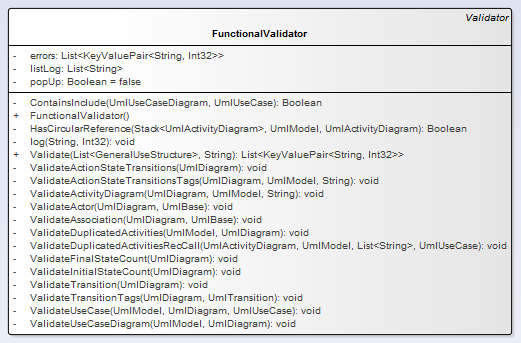 Validator
FunctionalValidator
- errors: List<KeyValuePair<String, Int32>>
- listLog: List<String>
- popUp: Boolean = false
- ContainsInclude(UmlUseCaseDiagram, UmlUseCase): Boolean
+ FunctionalValidator()
- HasCircularReference(Stack<UmlActivityDiagram>, UmlModel, UmlActivityDiagram): Boolean
- log(String, Int32): void
+ Validate(List<GeneralUseStructure>, String): List<KeyValuePair<String, Int32>>
- ValidateActionStateTransitions(UmlDiagram): void
- ValidateActionStateTransitionsTags(UmlDiagram, UmlModel, String): void
- ValidateActivityDiagram(UmlDiagram, UmlModel, String): void
- ValidateActor(UmlDiagram, UmlBase): void
- ValidateAssociation(UmlDiagram, UmlBase): void
- ValidateDuplicatedActivities(UmlModel, UmlDiagram): void
- ValidateDuplicatedActivitiesRecCall(UmlActivityDiagram, UmlModel, List<String>, UmlUseCase): void
- ValidateFinalStateCount(UmlDiagram): void
- ValidateInitialStateCount(UmlDiagram): void
- ValidateTransition(UmlDiagram): void
- ValidateTransitionTags(UmlDiagram, UmlTransition): void
- ValidateUseCase(UmlModel, UmlDiagram, UmlUseCase): void
- ValidateUseCaseDiagram(UmlModel, UmlDiagram): void